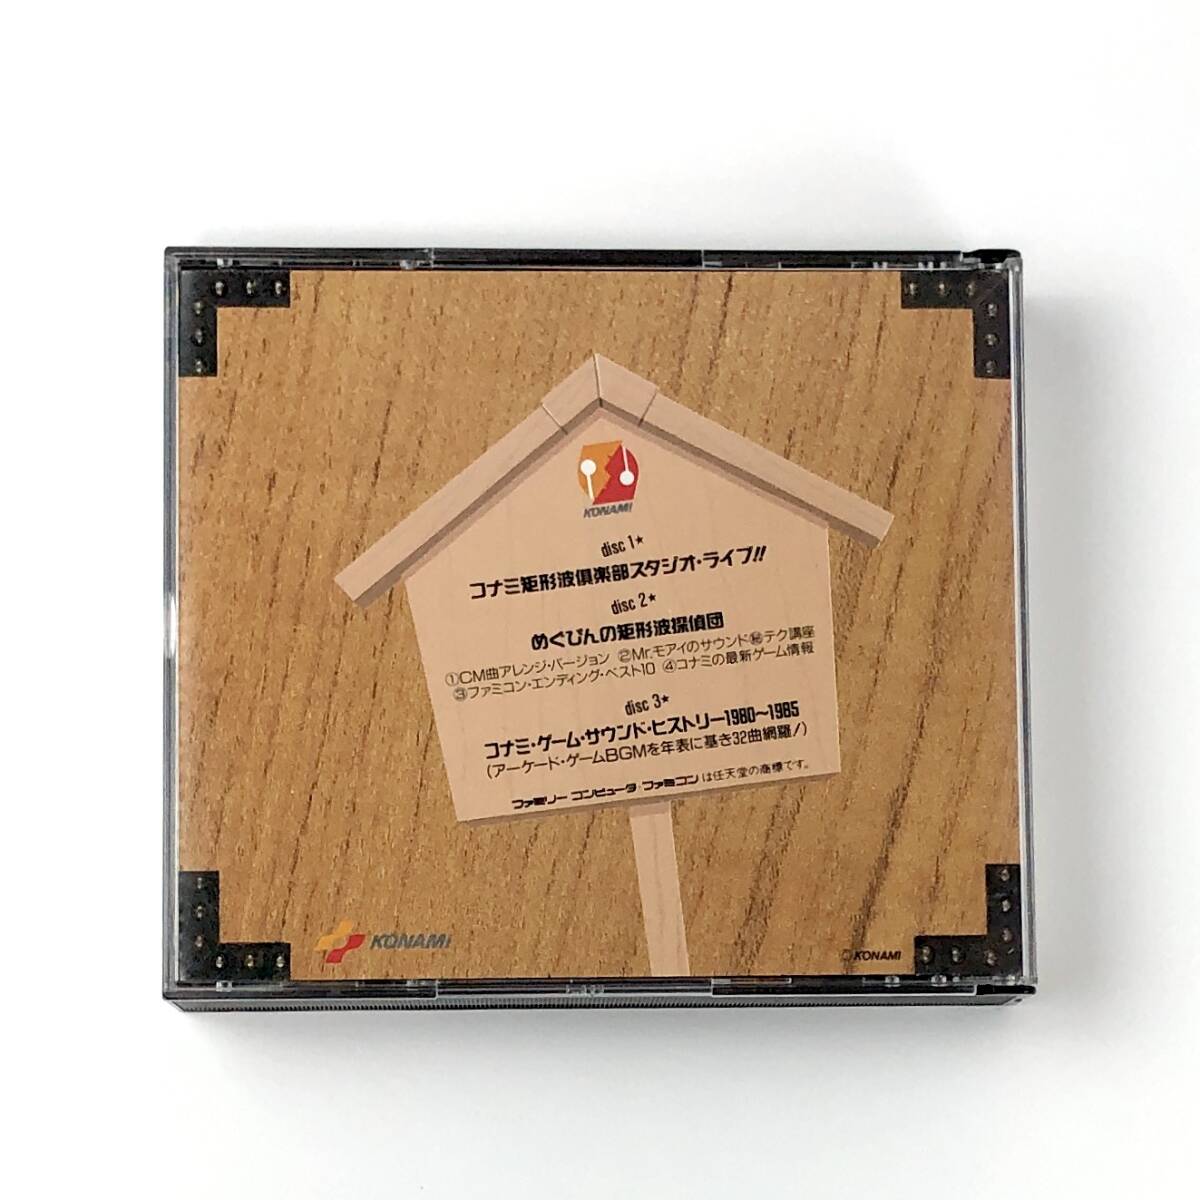 KONAMI
disc 1★
コナミ矩形波倶楽部スタジオ・ライブ!!
disc 2★
めぐぴんの矩形波探偵団
①CM曲アレンジ・バージョン ②Mr.モアイのサウンド㊙テク講座
③ファミコン・エンディング・ベスト10 ④コナミの最新ゲーム情報
disc 3★
コナミ・ゲーム・サウンド・ヒストリー1980〜1985
(アーケード・ゲームBGMを年表に基き32曲網羅!)
ファミリーコンピュータ・ファミコンは任天堂の商標です。
KONAMI
KONAMI